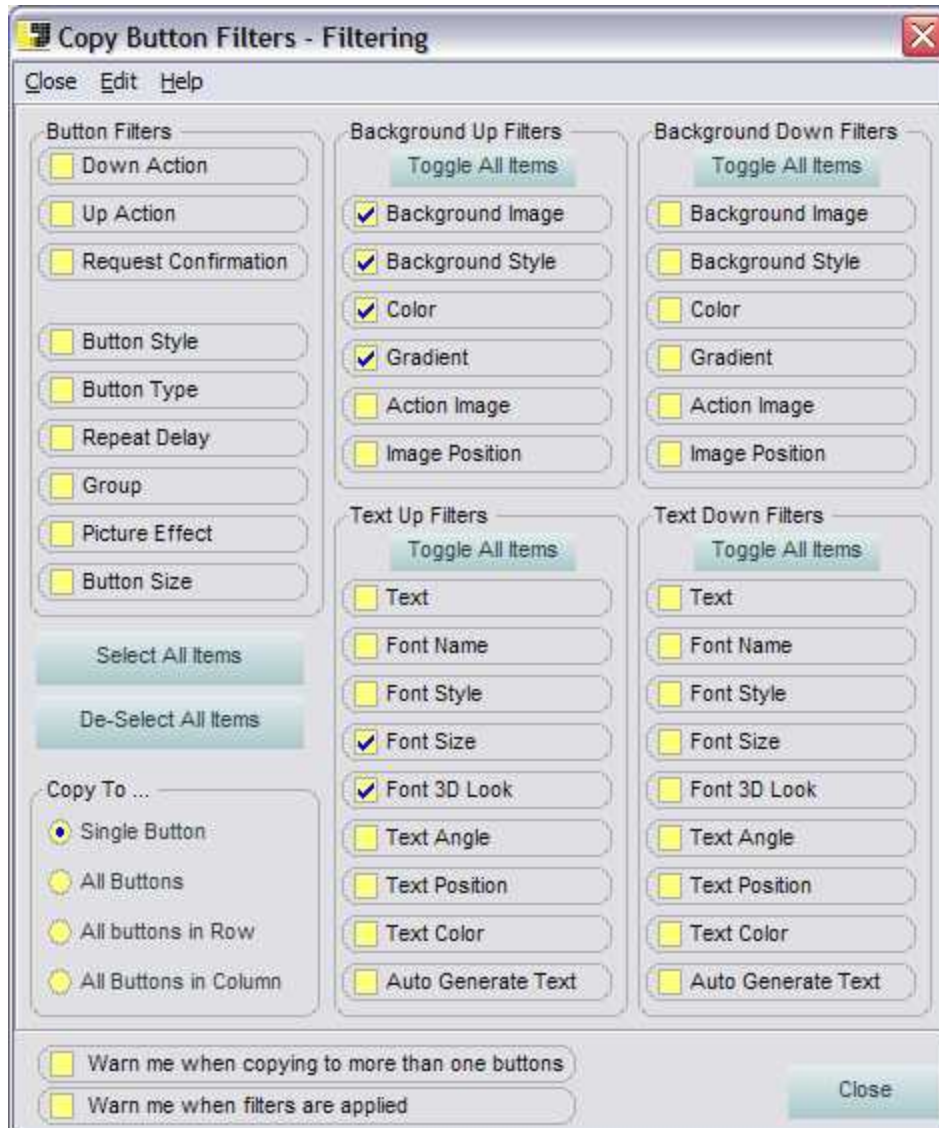 Copy Button Filters - Filtering
Close Edit Help
Button Filters
Down Action
Up Action
Request Confirmation
Button Style
Button Type
Repeat Delay
Group
Picture Effect
Button Size
Select All Items
De-Select All Items
Copy To ...
Single Button
All Buttons
All buttons in Row
All Buttons in Column
Background Up Filters
Toggle All Items
Background Image
Background Style
Color
Gradient
Action Image
Image Position
Background Down Filters
Toggle All Items
Background Image
Background Style
Color
Gradient
Action Image
Image Position
Text Up Filters
Toggle All Items
Text
Font Name
Font Style
Font Size
Font 3D Look
Text Angle
Text Position
Text Color
Auto Generate Text
Text Down Filters
Toggle All Items
Text
Font Name
Font Style
Font Size
Font 3D Look
Text Angle
Text Position
Text Color
Auto Generate Text
Warn me when copying to more than one buttons
Warn me when filters are applied
Close